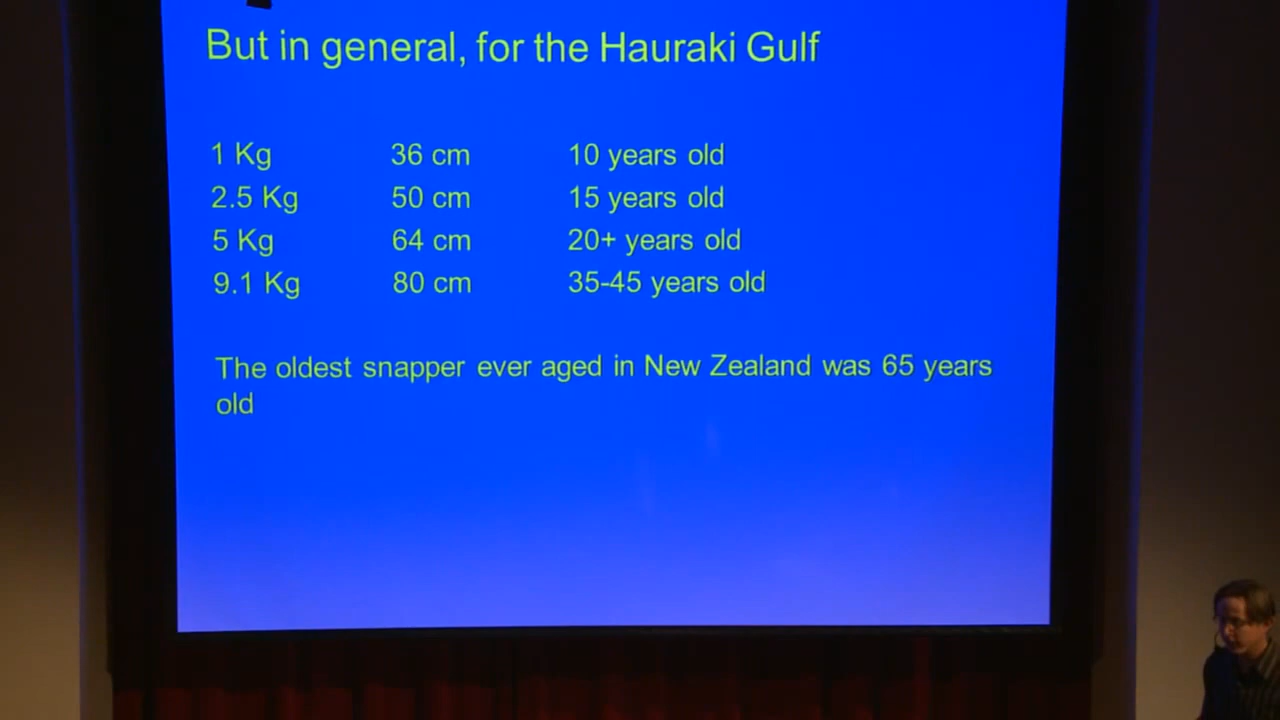 But in general, for the Hauraki Gulf
1 Kg 36 cm 10 years old
2.5 Kg 50 cm 15 years old
5 Kg 64 cm 20+ years old
9.1 Kg 80 cm 35-45 years old
The oldest snapper ever aged in New Zealand was 65 years
old